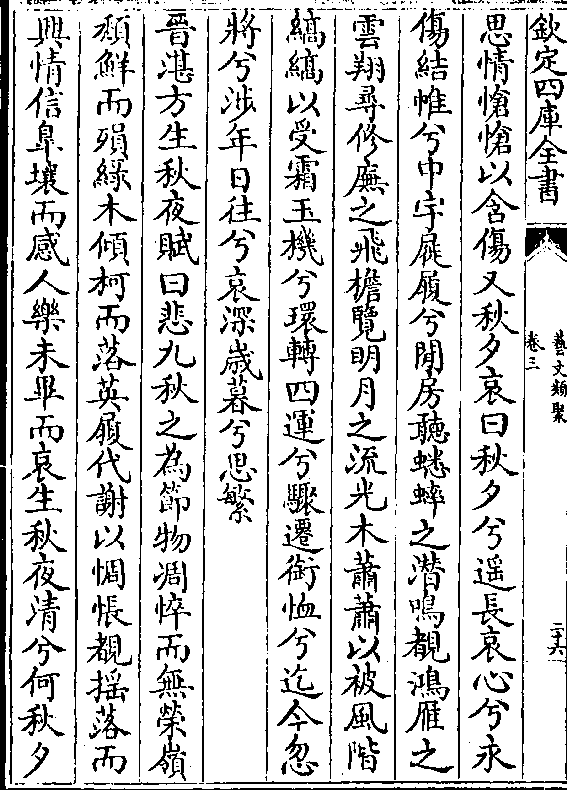 欽定四庫全書
藝文類聚
卷三
二十六
思情愴愴以含傷又秋夕哀曰秋夕兮遥長哀心兮永
傷結帷兮中宇屣履兮閒房聽蟋蟀之潜鳴覩鴻雁之
雲翔尋修廡之飛檐覽明月之流光木蕭蕭以被風階
縞縞以受霜玉機兮環轉四運兮驟遷銜恤兮迄今忽
將兮涉年日往兮哀深歲暮兮思繁
晉湛方生秋夜賦曰悲九秋之為節物凋悴而無榮嶺
頽鮮而殞綠木傾柯而落英履代謝以惆悵覩揺落而
興情信臯壤而感人樂未畢而哀生秋夜清兮何秋夕